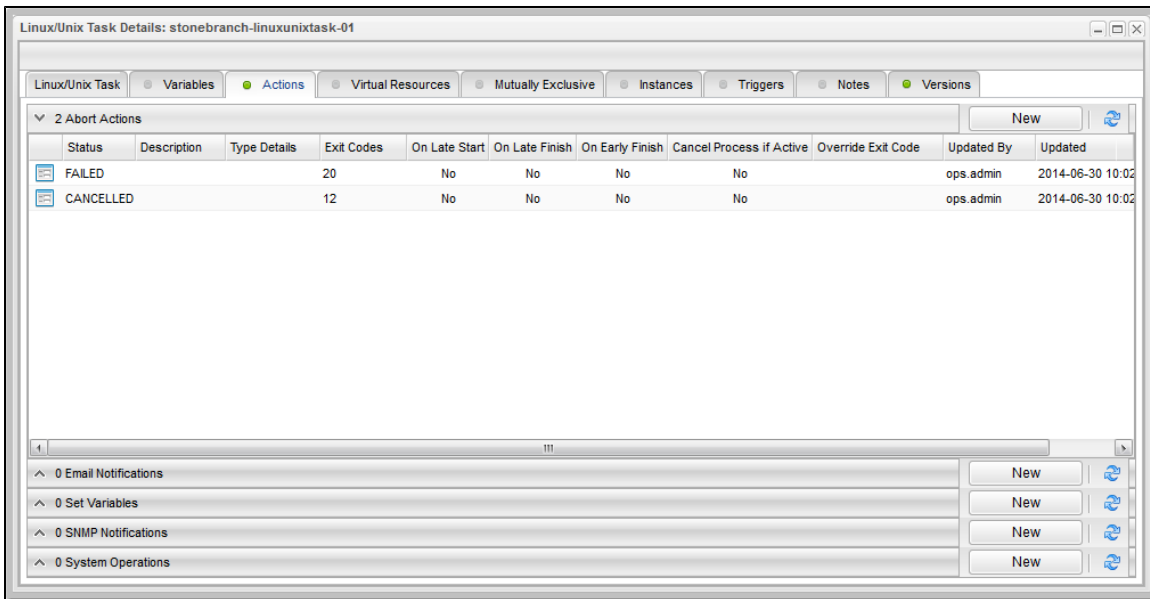 Linux/Unix Task Details: stonebranch-linuxunixtask-01
Linux/Unix Task Variables Actions Virtual Resources Mutually Exclusive Instances Triggers Notes Versions
2 Abort Actions New
Status Description Type Details Exit Codes On Late Start On Late Finish On Early Finish Cancel Process if Active Override Exit Code Updated By Updated
FAILED 20 No No No No ops.admin 2014-06-30 10:02
CANCELLED 12 No No No No ops.admin 2014-06-30 10:02
0 Email Notifications New
0 Set Variables New
0 SNMP Notifications New
0 System Operations New